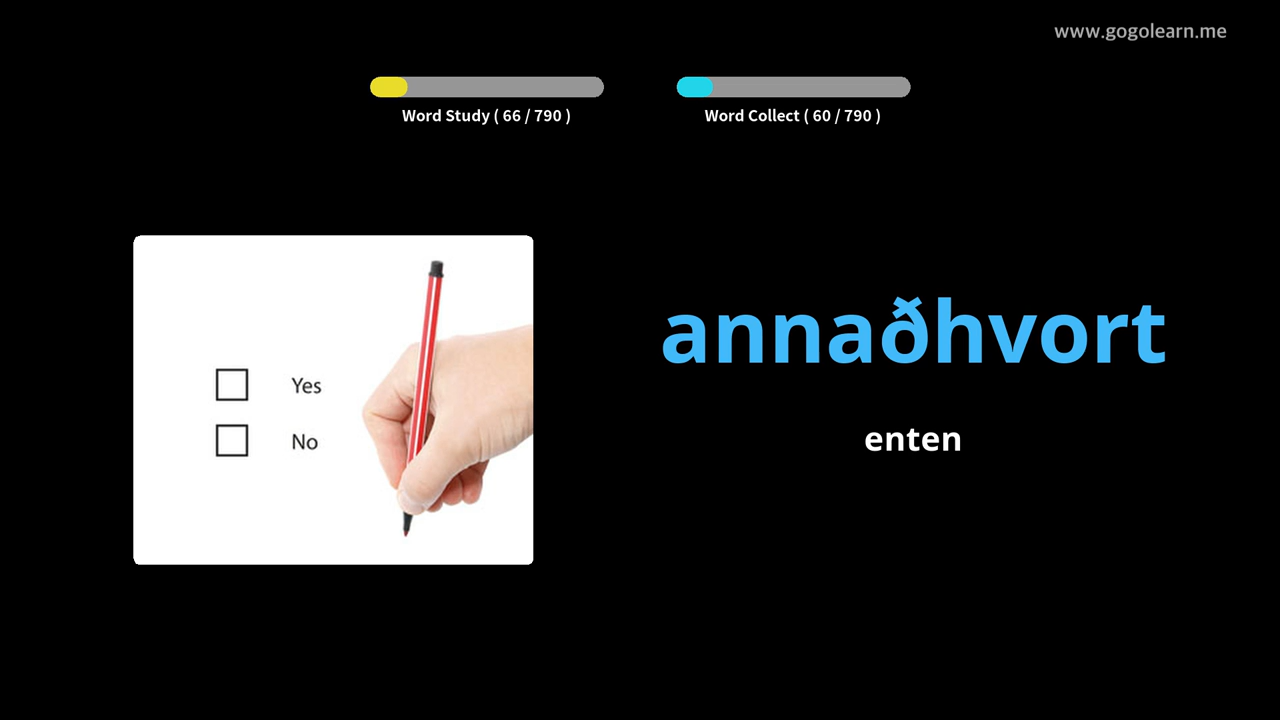 www.gogolearn.me
Word Study ( 66 / 790 )
Word Collect ( 60 / 790 )
Yes
No
annaðhvort
enten